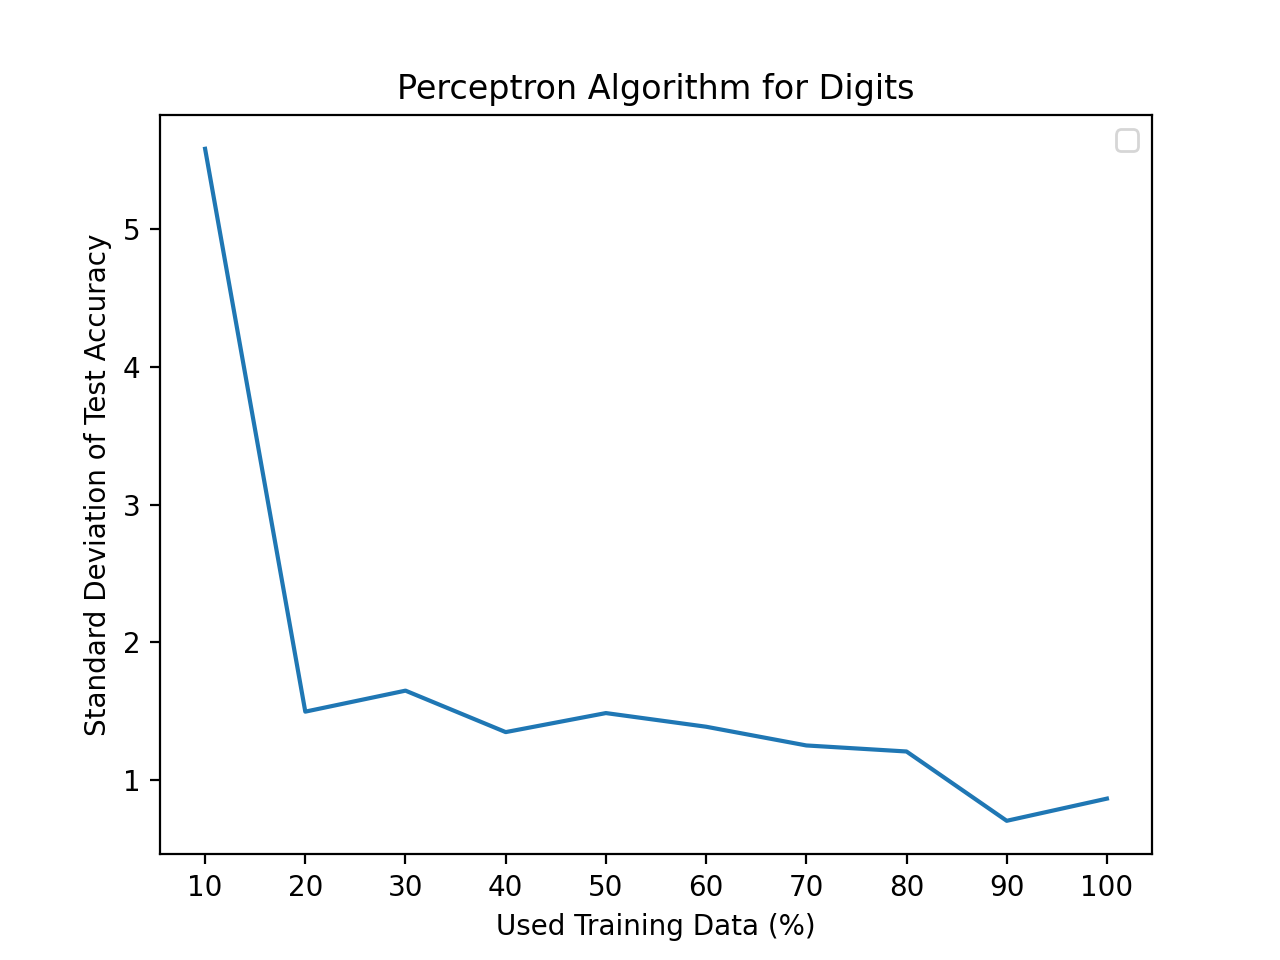 Perceptron Algorithm for Digits
Standard Deviation of Test Accuracy
5
4
3
2
1
10 20 30 40 50 60 70 80 90 100
Used Training Data (%)